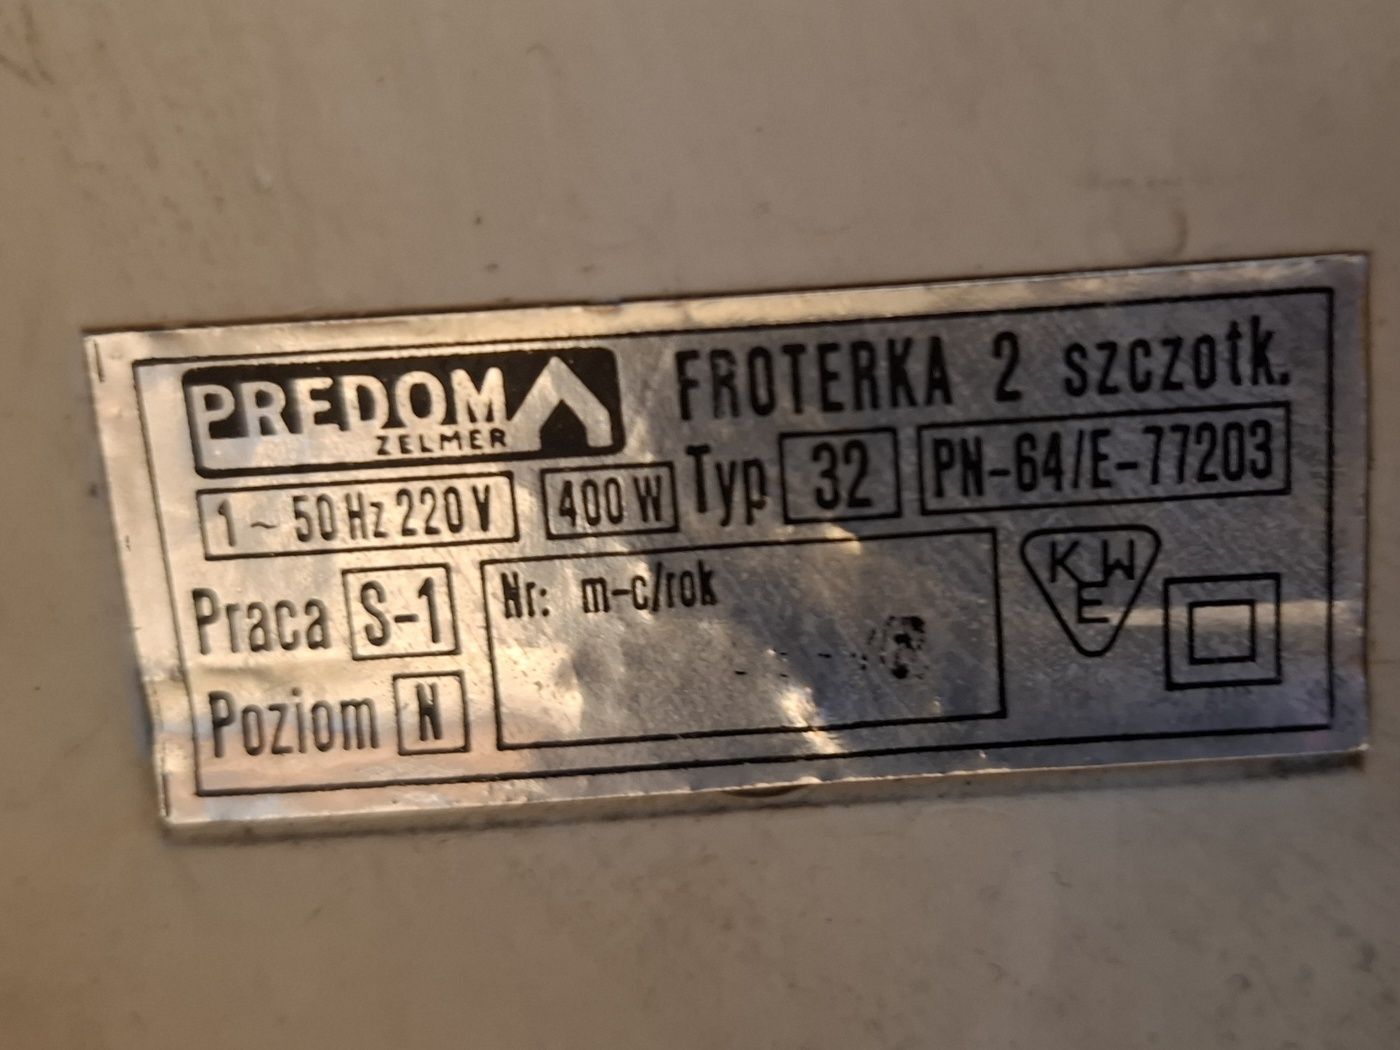 PREDOM
ZELMER
FROTERKA 2 szczotk.
1 ~ 50 Hz 220 V
400 W
Typ 32
PN-64/E-77203
Praca S-1
Nr: m-c/rok
KWE
Poziom N